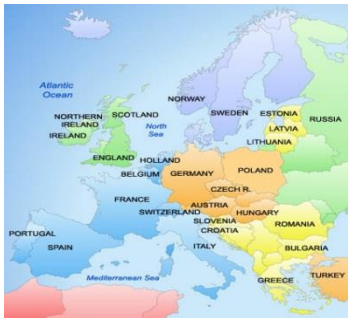 Atlantic
Ocean
NORWAY
SWEDEN
ESTONIA
LATVIA
LITHUANIA
RUSSIA
NORTHERN
IRELAND
SCOTLAND
IRELAND
North
Sea
ENGLAND
HOLLAND
BELGIUM
GERMANY
POLAND
CZECH R.
FRANCE
AUSTRIA
SWITZERLAND
HUNGARY
SLOVENIA
CROATIA
ROMANIA
PORTUGAL
SPAIN
ITALY
BULGARIA
Mediterranean Sea
GREECE
TURKEY